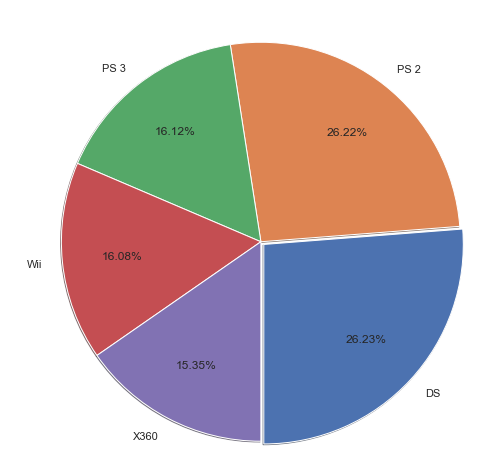 PS 3
PS 2
16.12%
26.22%
Wii
16.08%
26.23%
15.35%
DS
X360